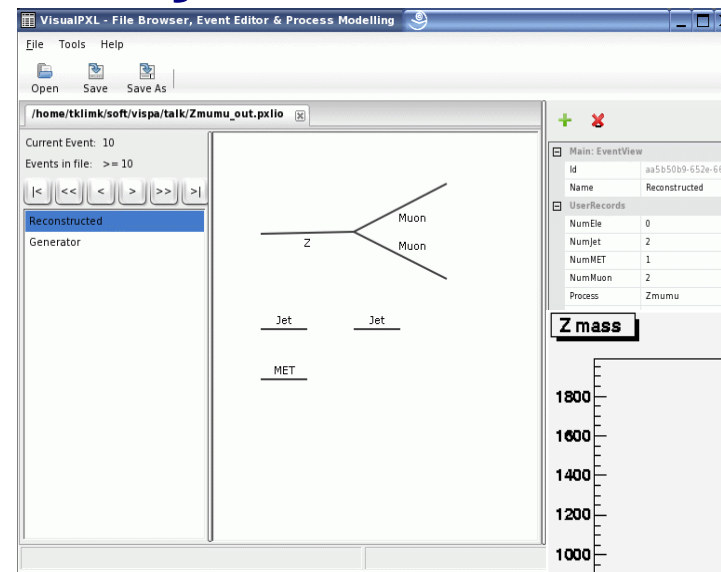 VisualPXL - File Browser, Event Editor & Process Modelling
File Tools Help
Open Save Save As
/home/tklimk/soft/vispa/talk/Zmumu_out.pxlio
Current Event: 10
Events in file: >= 10
|< << < > >> >|
Reconstructed
Generator
Z
Muon
Muon
Jet Jet
MET
Main: EventView
Id aa5b50b9-652e-66
Name Reconstructed
UserRecords
NumEle 0
NumJet 2
NumMET 1
NumMuon 2
Process Zmumu
Z mass
1800
1600
1400
1200
1000